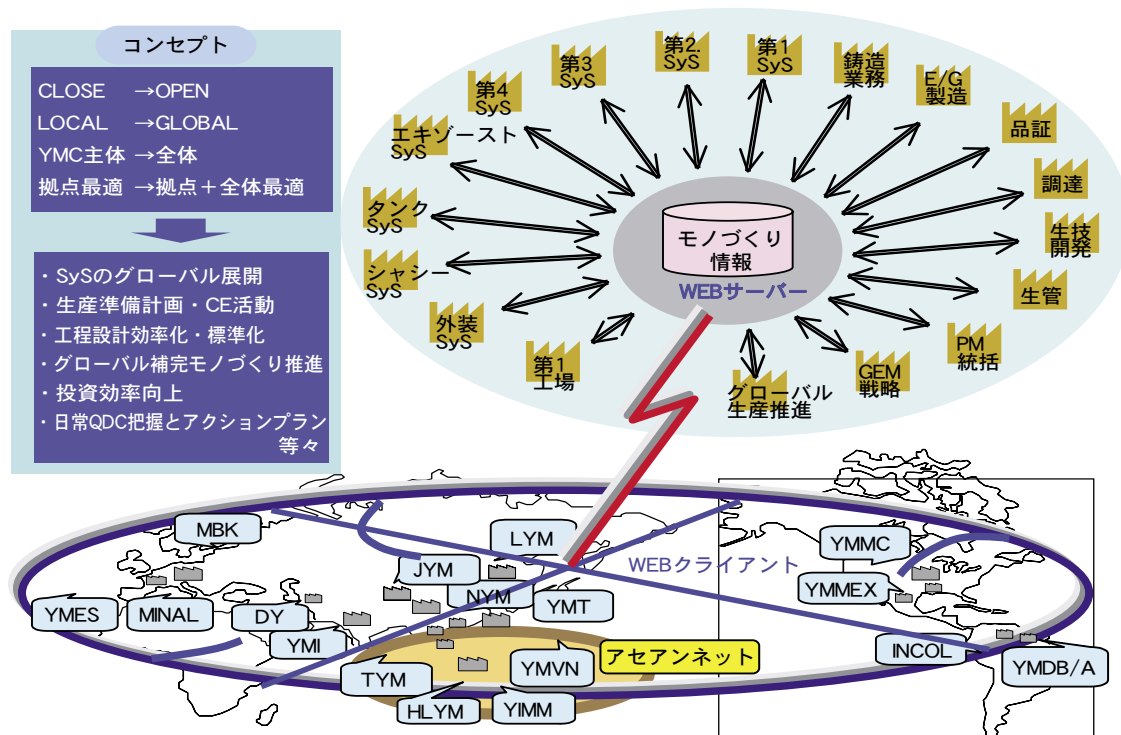 コンセプト
CLOSE →OPEN
LOCAL →GLOBAL
YMC主体 →全体
拠点最適 →拠点＋全体最適
・SySのグローバル展開
・生産準備計画・CE活動
・工程設計効率化・標準化
・グローバル補完モノづくり推進
・投資効率向上
・日常QDC把握とアクションプラン
等々
第1
SyS
第2.
SyS
第3
SyS
第4
SyS
エキゾースト
SyS
タンク
SyS
シャシー
SyS
外装
SyS
第1
工場
鋳造
業務
E/G
製造
品証
調達
生技
開発
生管
PM
統括
GEM
戦略
グローバル
生産推進
モノづくり
情報
WEBサーバー
WEBクライアント
MBK
LYM
JYM
NYM
YMT
YMES
MINAL
DY
YMI
TYM
HLYM
YIMM
YMVN
アセアンネット
YMMC
YMMEX
INCOL
YMDB/A